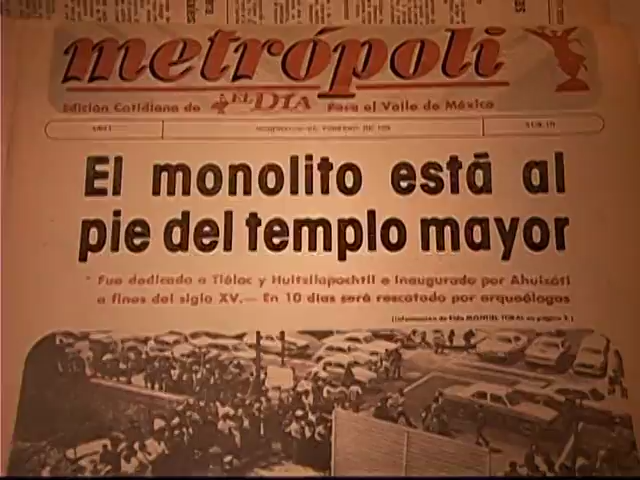 metrópoli
Edición Cotidiana de EL DIA Para el Valle de México
El monolito está al
pie del templo mayor
* Fue dedicado a Tláloc y Huitzilopochtli e inaugurado por Ahuizótl
a fines del siglo XV.— En 10 días será rescatado por arqueólogos